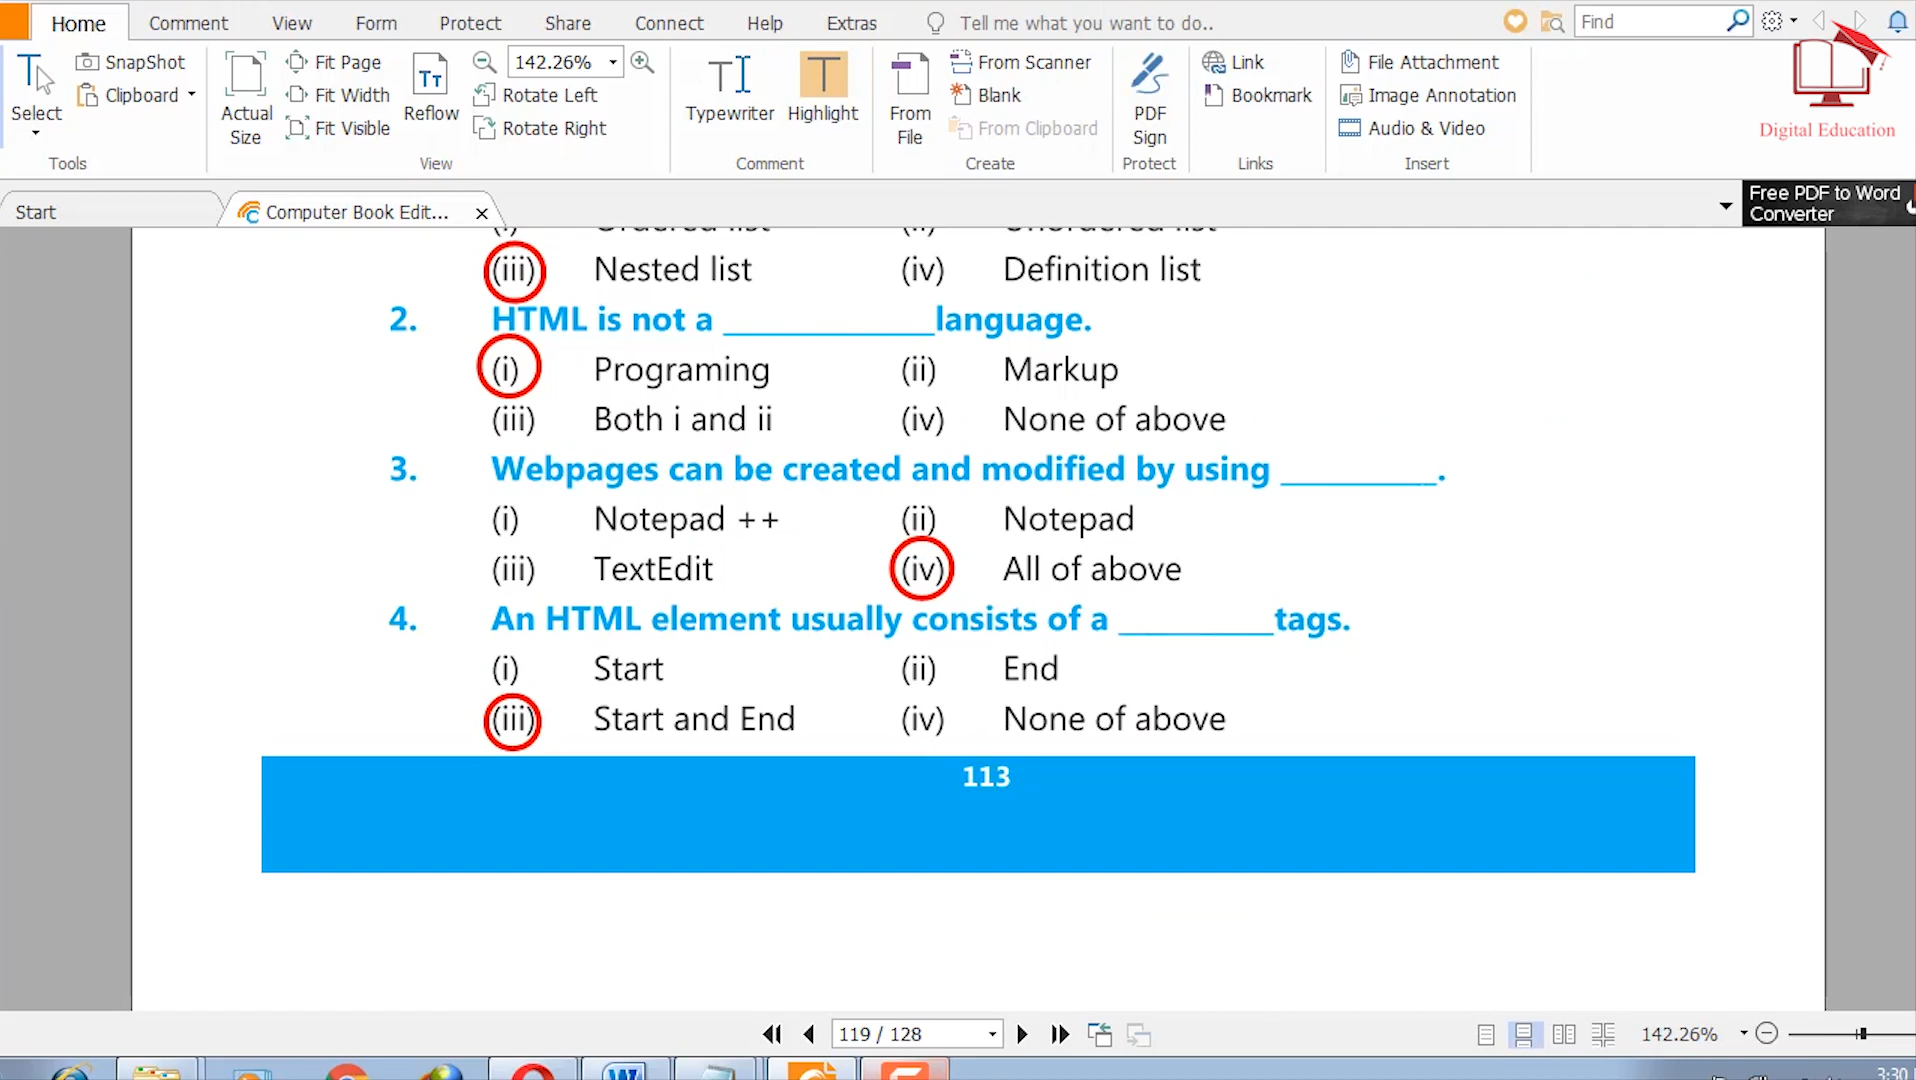 Home Comment View Form Protect Share Connect Help Extras Tell me what you want to do.. Find
SnapShot Fit Page 142.26% From Scanner Link File Attachment
Select Clipboard Actual Size Fit Width Reflow Rotate Left Typewriter Highlight From File Blank PDF Sign Bookmark Image Annotation
Fit Visible Rotate Right From Clipboard Audio & Video
Digital Education
Tools View Comment Create Protect Links Insert
Start Computer Book Edit... Free PDF to Word Converter
(iii) Nested list (iv) Definition list
2. HTML is not a ____________language.
(i) Programing (ii) Markup
(iii) Both i and ii (iv) None of above
3. Webpages can be created and modified by using _________.
(i) Notepad ++ (ii) Notepad
(iii) TextEdit (iv) All of above
4. An HTML element usually consists of a _________tags.
(i) Start (ii) End
(iii) Start and End (iv) None of above
113
119 / 128 142.26%
3:30